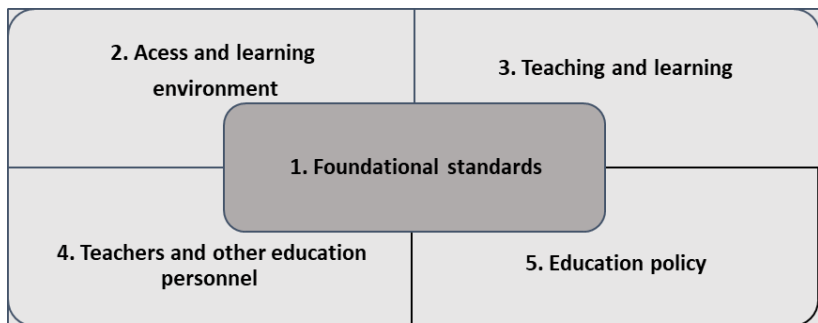 2. Acess and learning
environment
3. Teaching and learning
1. Foundational standards
4. Teachers and other education
personnel
5. Education policy